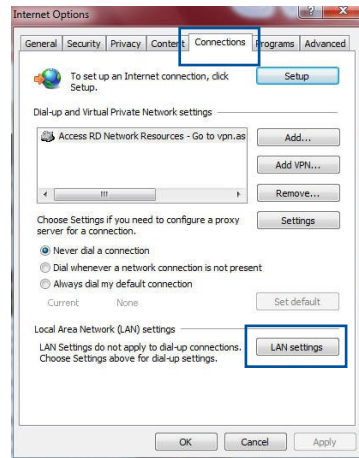 Internet Options
General Security Privacy Content Connections Programs Advanced
To set up an Internet connection, click
Setup.
Setup
Dial-up and Virtual Private Network settings
Access RD Network Resources - Go to vpn.as
Add...
Add VPN...
Remove...
Choose Settings if you need to configure a proxy
server for a connection.
Settings
Never dial a connection
Dial whenever a network connection is not present
Always dial my default connection
Current None
Set default
Local Area Network (LAN) settings
LAN Settings do not apply to dial-up connections.
Choose Settings above for dial-up settings.
LAN settings
OK Cancel Apply